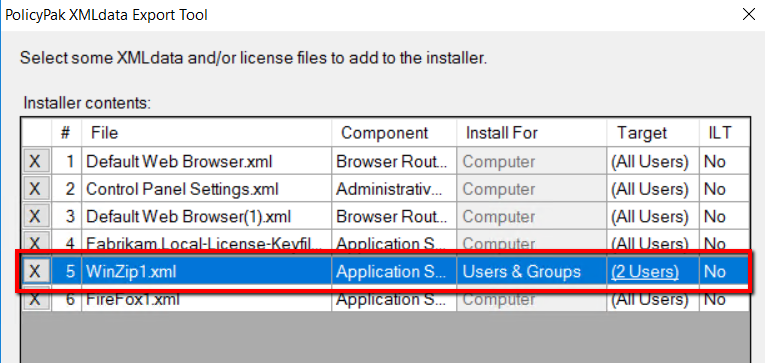 PolicyPak XMLdata Export Tool
Select some XMLdata and/or license files to add to the installer.
Installer contents:
# File Component Install For Target ILT
X 1 Default Web Browser.xml Browser Rout... Computer (All Users) No
X 2 Control Panel Settings.xml Administrativ... Computer (All Users) No
X 3 Default Web Browser(1).xml Browser Rout... Computer (All Users) No
X 4 Fabrikam.Local-License-Keyfil... Application S... Computer (All Users) No
X 5 WinZip1.xml Application S... Users & Groups (2 Users) No
X 6 FireFox1.xml Application S... Computer (All Users) No